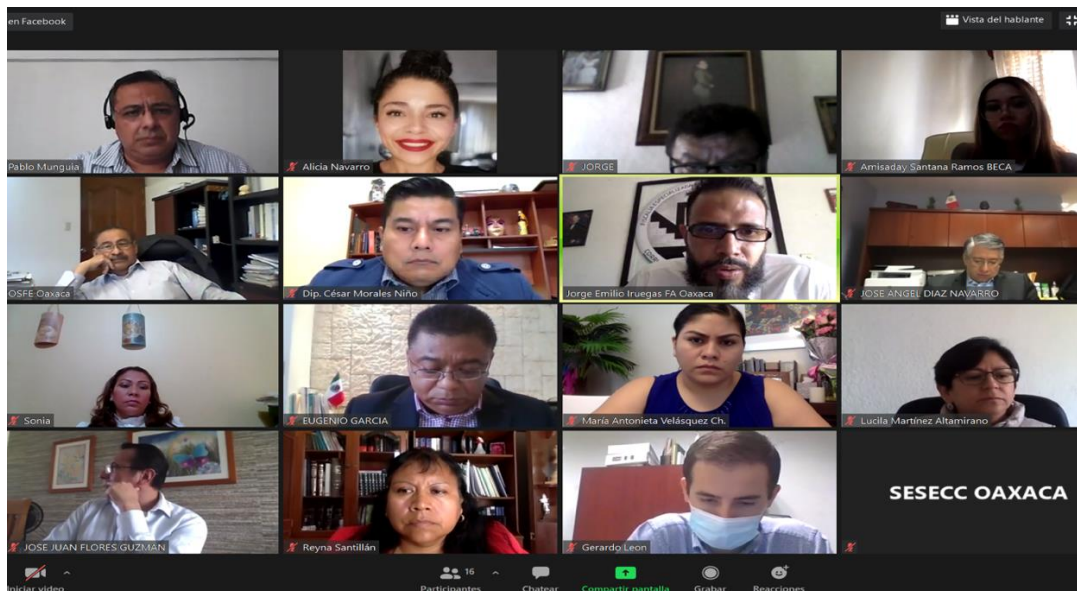 en Facebook
Vista del hablante
Pablo Munguia
Alicia Navarro
JORGE
Amisaday Santana Ramos BECA
OSFE Oaxaca
Dip. César Morales Niño
Jorge Emilio Iruegas FA Oaxaca
JOSE ANGEL DIAZ NAVARRO
Sonia
EUGENIO GARCIA
María Antonieta Velásquez Ch.
Lucila Martínez Altamirano
JOSE JUAN FLORES GUZMAN
Reyna Santillán
Gerardo Leon
SESECC OAXACA
Iniciar video
16
Participantes
Chatear
Compartir pantalla
Grabar
Reacciones